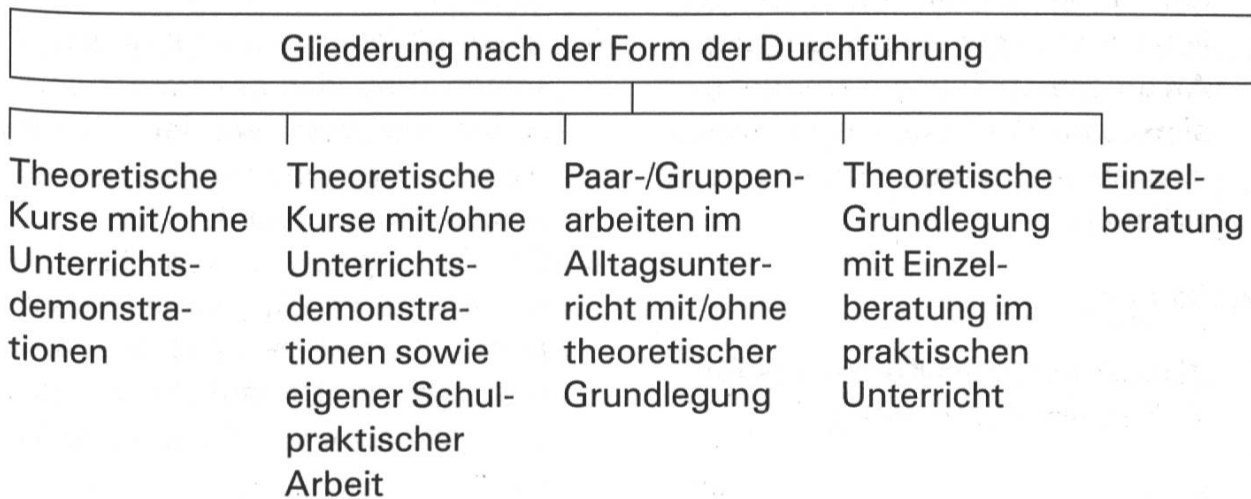 Gliederung nach der Form der Durchführung
Theoretische
Kurse mit/ohne
Unterrichts-
demonstra-
tionen
Theoretische
Kurse mit/ohne
Unterrichts-
demonstra-
tionen sowie
eigener Schul-
praktischer
Arbeit
Paar-/Gruppen-
arbeiten im
Alltagsunter-
richt mit/ohne
theoretischer
Grundlegung
Theoretische
Grundlegung
mit Einzel-
beratung im
praktischen
Unterricht
Einzel-
beratung